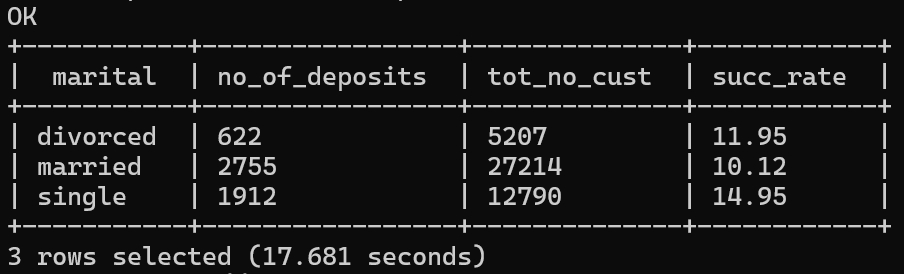 OK
+-----------+------------------+--------------+------------+
|  marital  | no_of_deposits  | tot_no_cust  | succ_rate  |
+-----------+------------------+--------------+------------+
| divorced  | 622             | 5207         | 11.95      |
| married   | 2755            | 27214        | 10.12      |
| single    | 1912            | 12790        | 14.95      |
+-----------+------------------+--------------+------------+
3 rows selected (17.681 seconds)